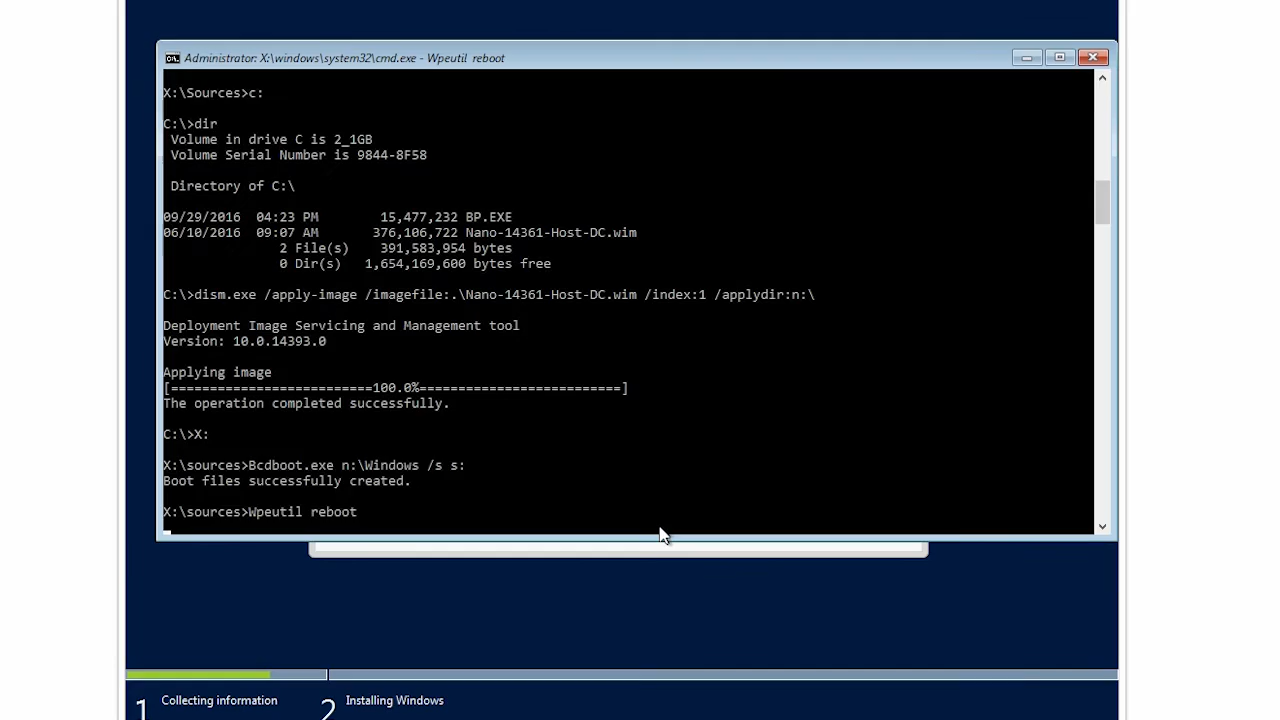 Administrator: X:\windows\system32\cmd.exe - Wpeutil reboot
X:\Sources>c:
C:\>dir
Volume in drive C is 2_1GB
Volume Serial Number is 9844-8F58
Directory of C:\
09/29/2016 04:23 PM 15,477,232 BP.EXE
06/10/2016 09:07 AM 376,106,722 Nano-14361-Host-DC.wim
2 File(s) 391,583,954 bytes
0 Dir(s) 1,654,169,600 bytes free
C:\>dism.exe /apply-image /imagefile:.\Nano-14361-Host-DC.wim /index:1 /applydir:n:\
Deployment Image Servicing and Management tool
Version: 10.0.14393.0
Applying image
[==========================100.0%==========================]
The operation completed successfully.
C:\>X:
X:\sources>Bcdboot.exe n:\Windows /s s:
Boot files successfully created.
X:\sources>Wpeutil reboot
1 Collecting information 2 Installing Windows